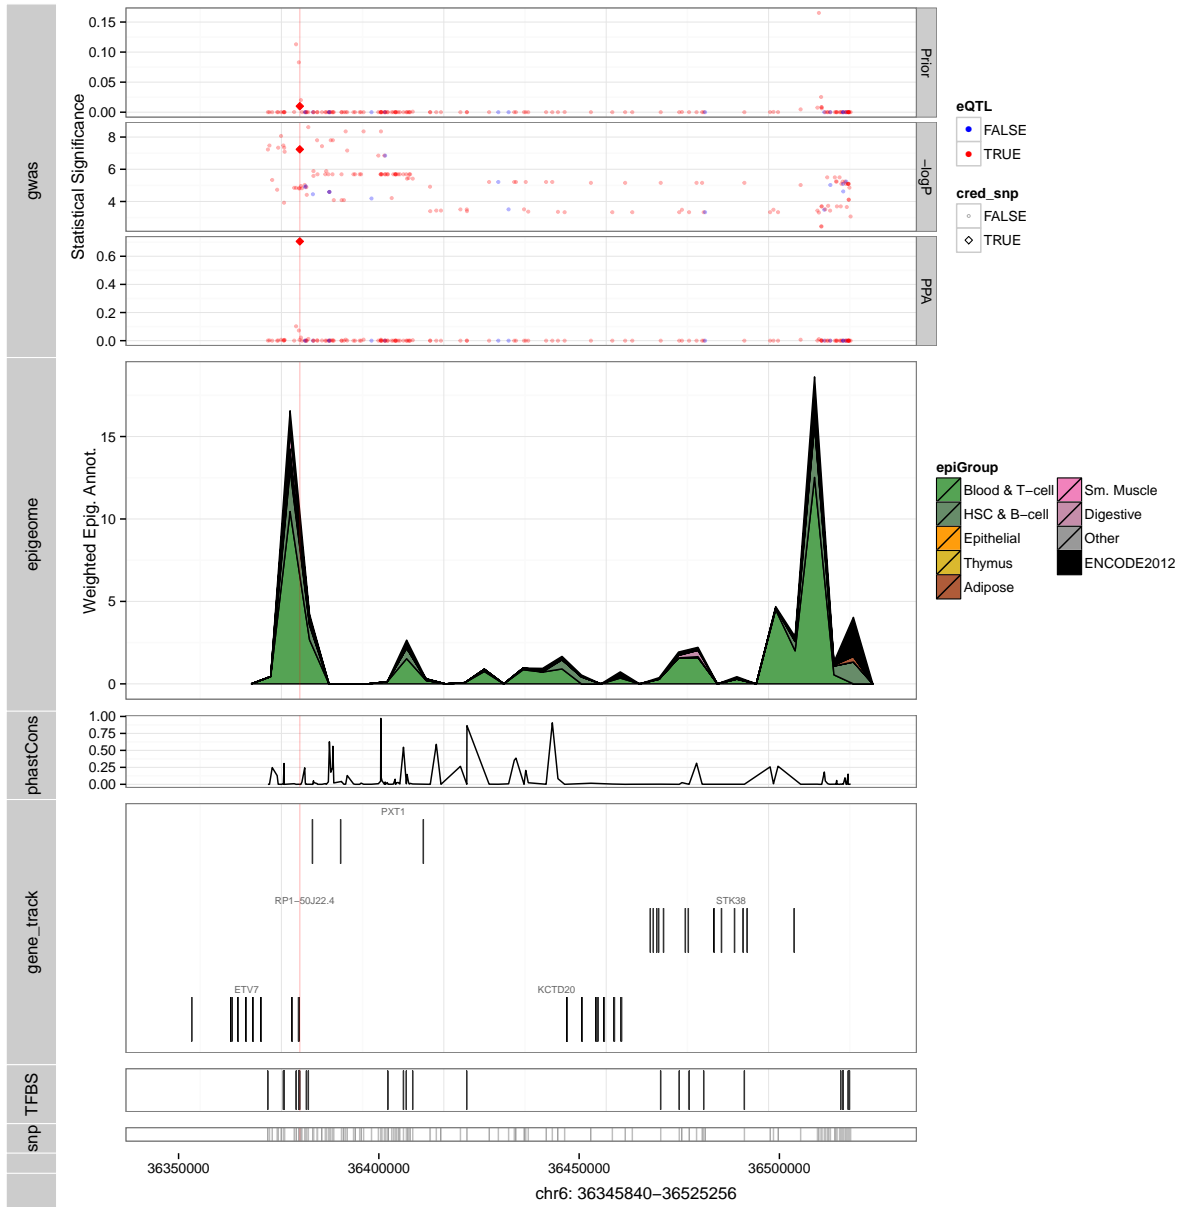 gwas
Statistical Significance
0.15
0.10
0.05
0.00
Prior
8
6
4
−logP
0.6
0.4
0.2
0.0
PPA
eQTL
FALSE
TRUE
cred_snp
FALSE
TRUE
epigeome
Weighted Epig. Annot.
15
10
5
0
epiGroup
Blood & T−cell
HSC & B−cell
Epithelial
Thymus
Adipose
Sm. Muscle
Digestive
Other
ENCODE2012
phastCons
1.00
0.75
0.50
0.25
0.00
gene_track
PXT1
RP1−50J22.4
STK38
ETV7
KCTD20
TFBS
snp
36350000
36400000
36450000
36500000
chr6: 36345840−36525256